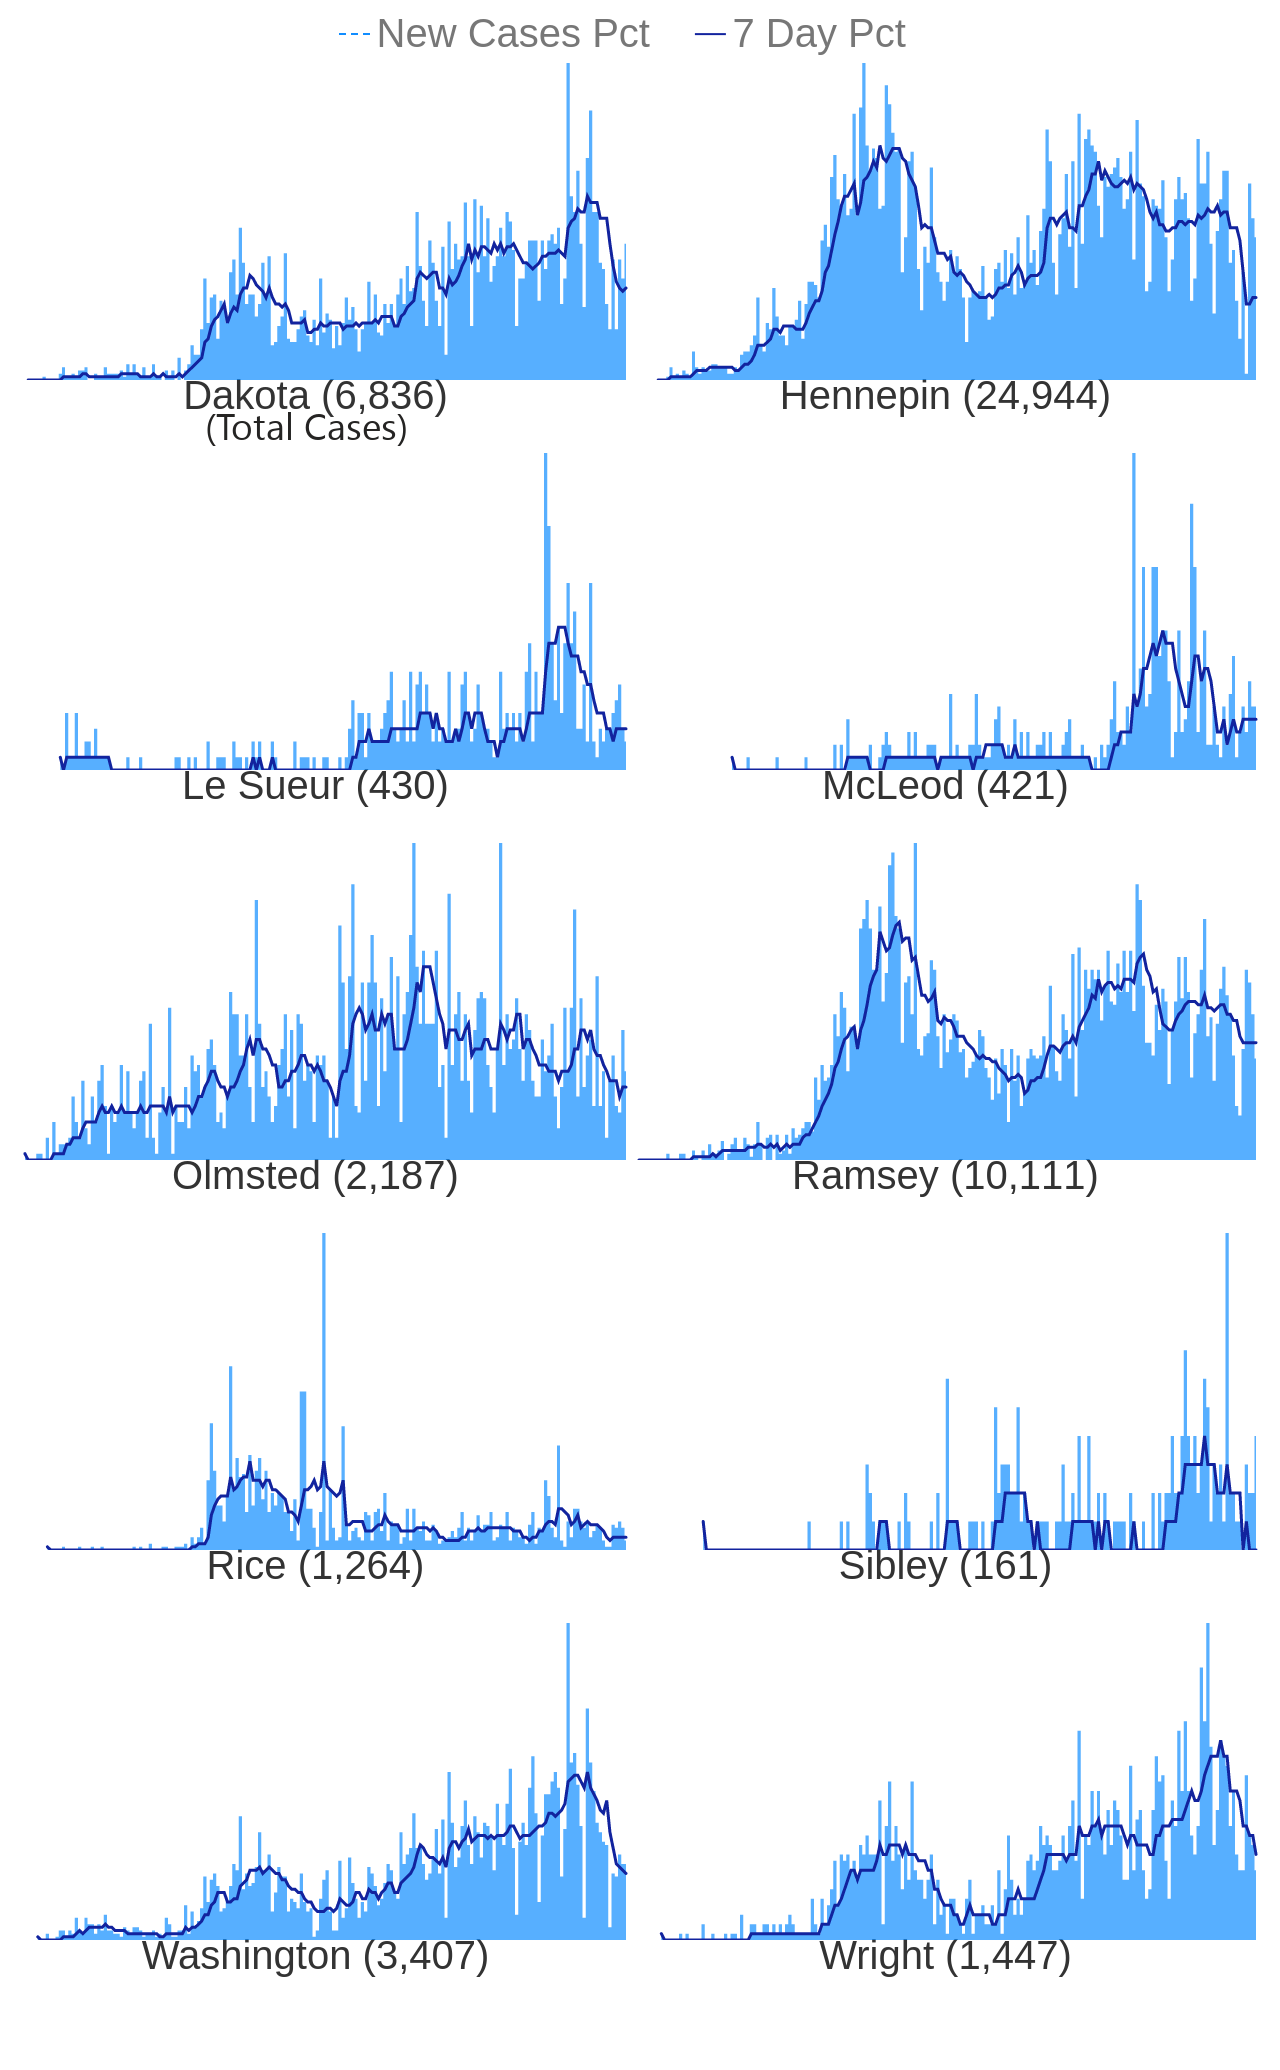 New Cases Pct 7 Day Pct
Dakota (6,836) Hennepin (24,944)
(Total Cases)
Le Sueur (430) McLeod (421)
Olmsted (2,187) Ramsey (10,111)
Rice (1,264) Sibley (161)
Washington (3,407) Wright (1,447)